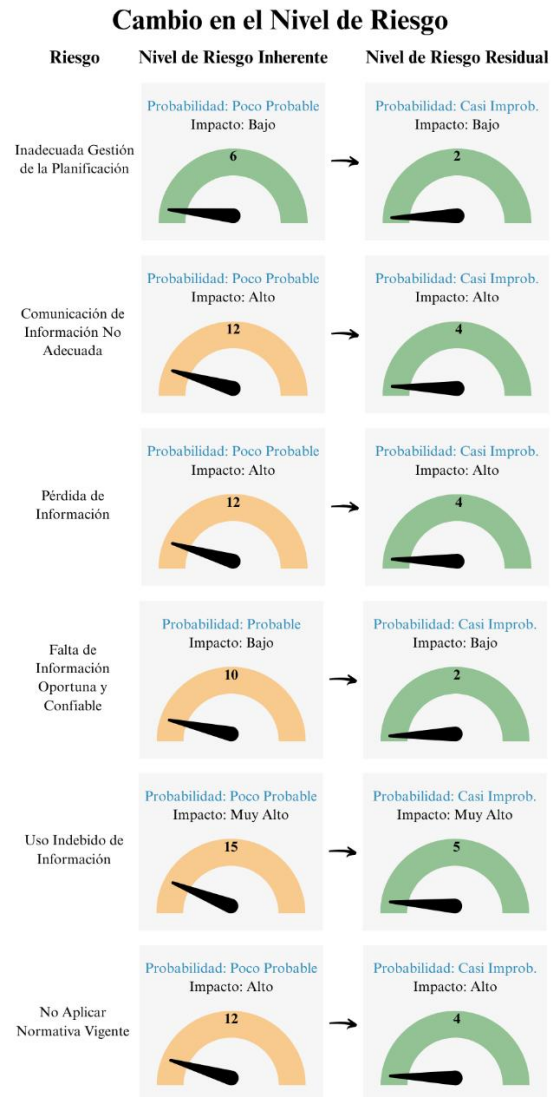 Cambio en el Nivel de Riesgo
Riesgo
Nivel de Riesgo Inherente
Nivel de Riesgo Residual
Inadecuada Gestión
de la Planificación
Probabilidad: Poco Probable
Impacto: Bajo
6
Probabilidad: Casi Improb.
Impacto: Bajo
2
Comunicación de
Información No
Adecuada
Probabilidad: Poco Probable
Impacto: Alto
12
Probabilidad: Casi Improb.
Impacto: Alto
4
Pérdida de
Información
Probabilidad: Poco Probable
Impacto: Alto
12
Probabilidad: Casi Improb.
Impacto: Alto
4
Falta de
Información
Oportuna y
Confiable
Probabilidad: Probable
Impacto: Bajo
10
Probabilidad: Casi Improb.
Impacto: Bajo
2
Uso Indebido de
Información
Probabilidad: Poco Probable
Impacto: Muy Alto
15
Probabilidad: Casi Improb.
Impacto: Muy Alto
5
No Aplicar
Normativa Vigente
Probabilidad: Poco Probable
Impacto: Alto
12
Probabilidad: Casi Improb.
Impacto: Alto
4